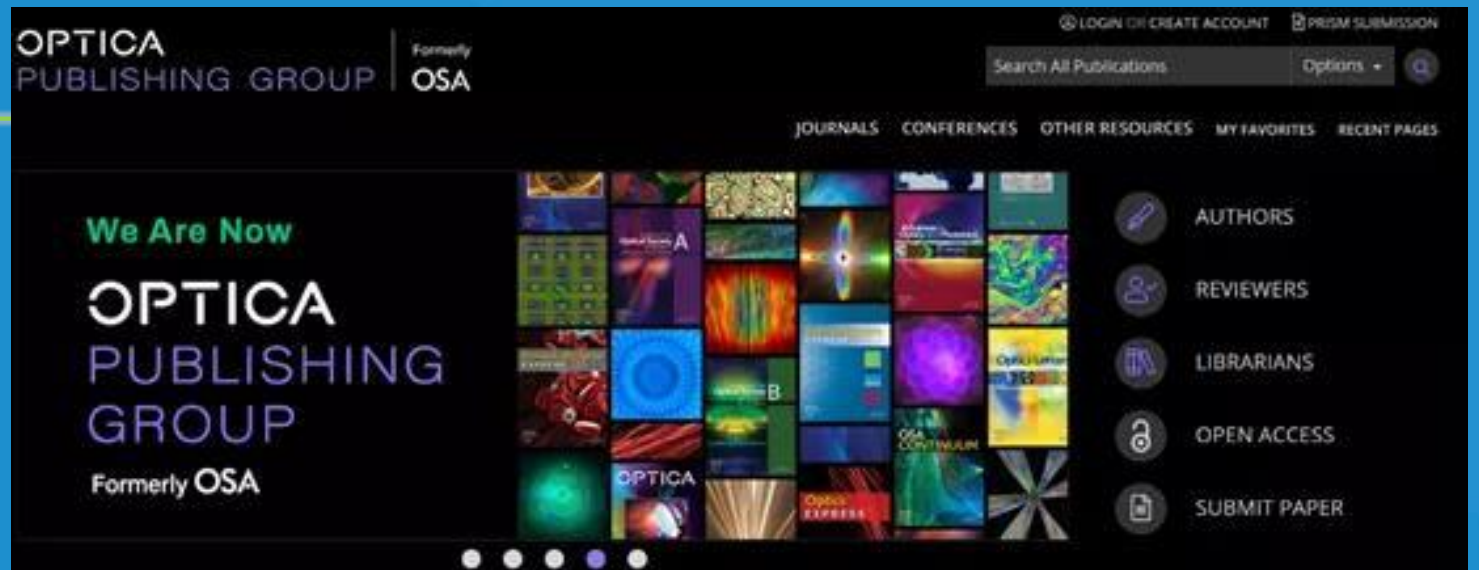 LOGIN OR CREATE ACCOUNT PRISM SUBMISSION
OPTICA
PUBLISHING GROUP
Formerly
OSA
Search All Publications Options
JOURNALS CONFERENCES OTHER RESOURCES MY FAVORITES RECENT PAGES
We Are Now
OPTICA
PUBLISHING
GROUP
Formerly OSA
A
B
OPTICA
OSA
CONTINUUM
Optics
EXPRESS
Optics Letters
AUTHORS
REVIEWERS
LIBRARIANS
OPEN ACCESS
SUBMIT PAPER